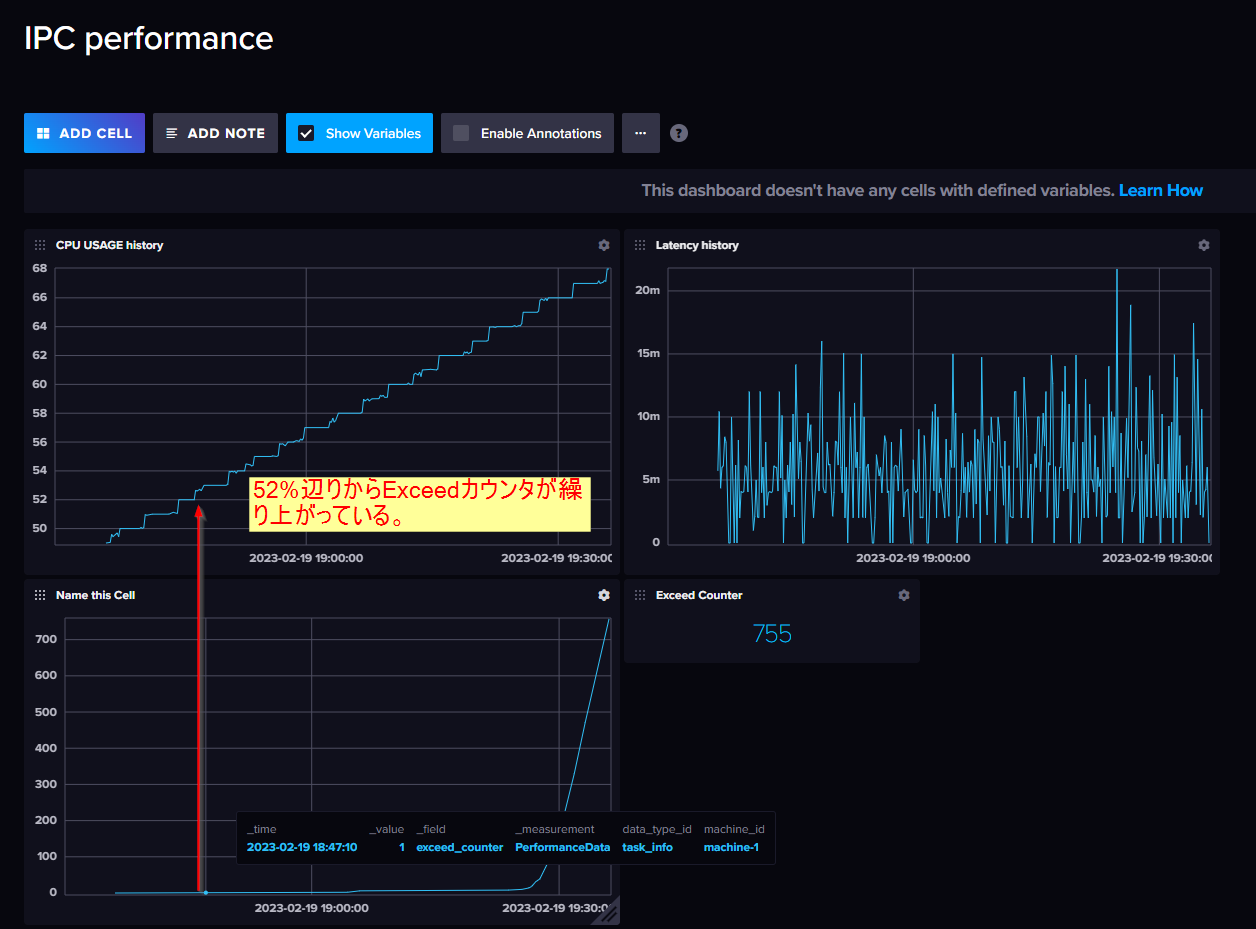 IPC performance
ADD CELL
ADD NOTE
Show Variables
Enable Annotations
...
?
This dashboard doesn't have any cells with defined variables. Learn How
CPU USAGE history
68
66
64
62
60
58
56
54
52
50
52%辺りからExceedカウンタが繰
り上がっている。
2023-02-19 19:00:00
2023-02-19 19:30:00
Latency history
20m
15m
10m
5m
0
2023-02-19 19:00:00
2023-02-19 19:30:00
Name this Cell
700
600
500
400
300
200
100
0
_time _value _field _measurement data_type_id machine_id
2023-02-19 18:47:10 1 exceed_counter PerformanceData task_info machine-1
2023-02-19 19:00:00
2023-02-19 19:30:0
Exceed Counter
755